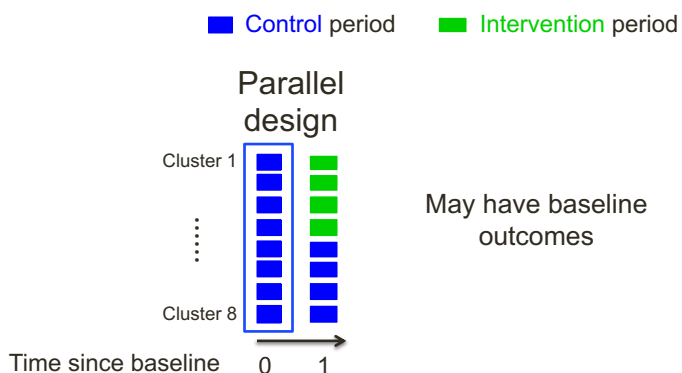 Control period
Intervention period
Parallel
design
Cluster 1
Cluster 8
May have baseline
outcomes
Time since baseline
0
1